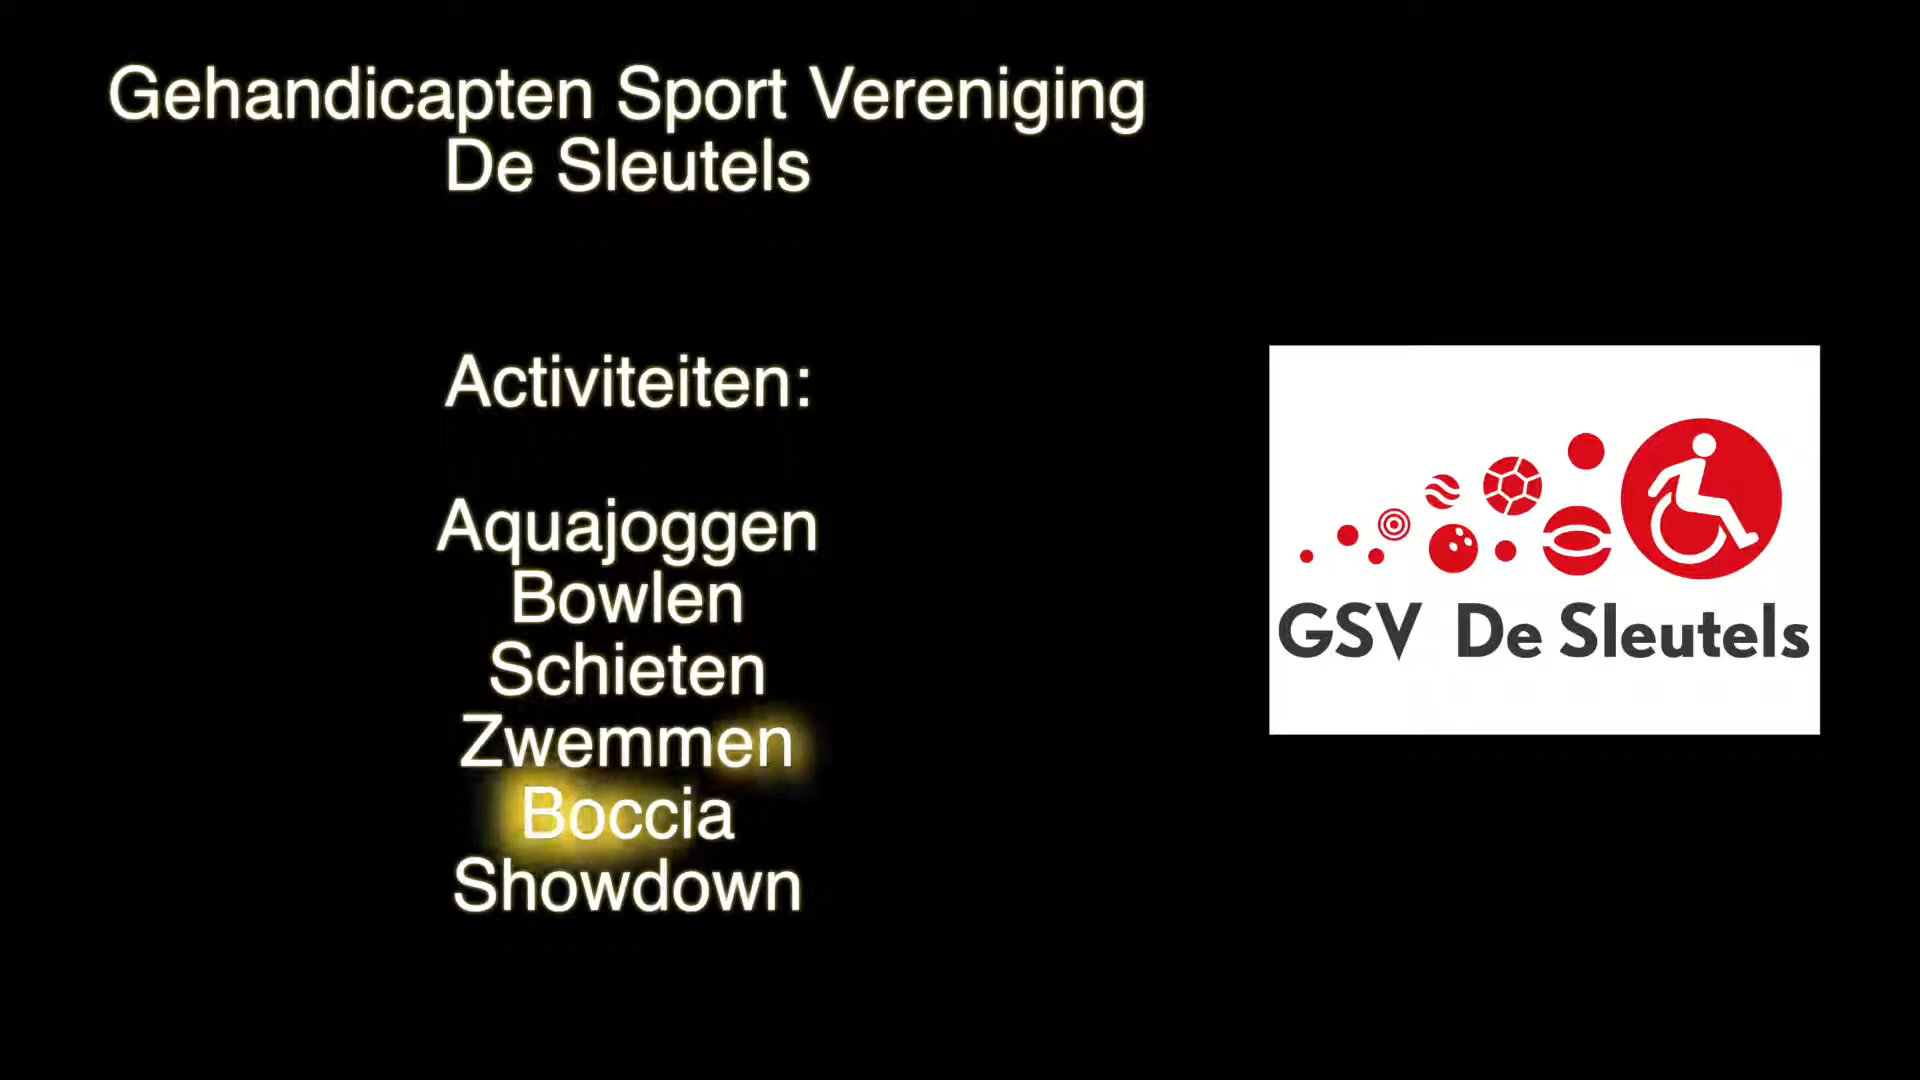 Gehandicapten Sport Vereniging
De Sleutels
Activiteiten:
Aquajoggen
Bowlen
Schieten
Zwemmen
Boccia
Showdown
GSV De Sleutels